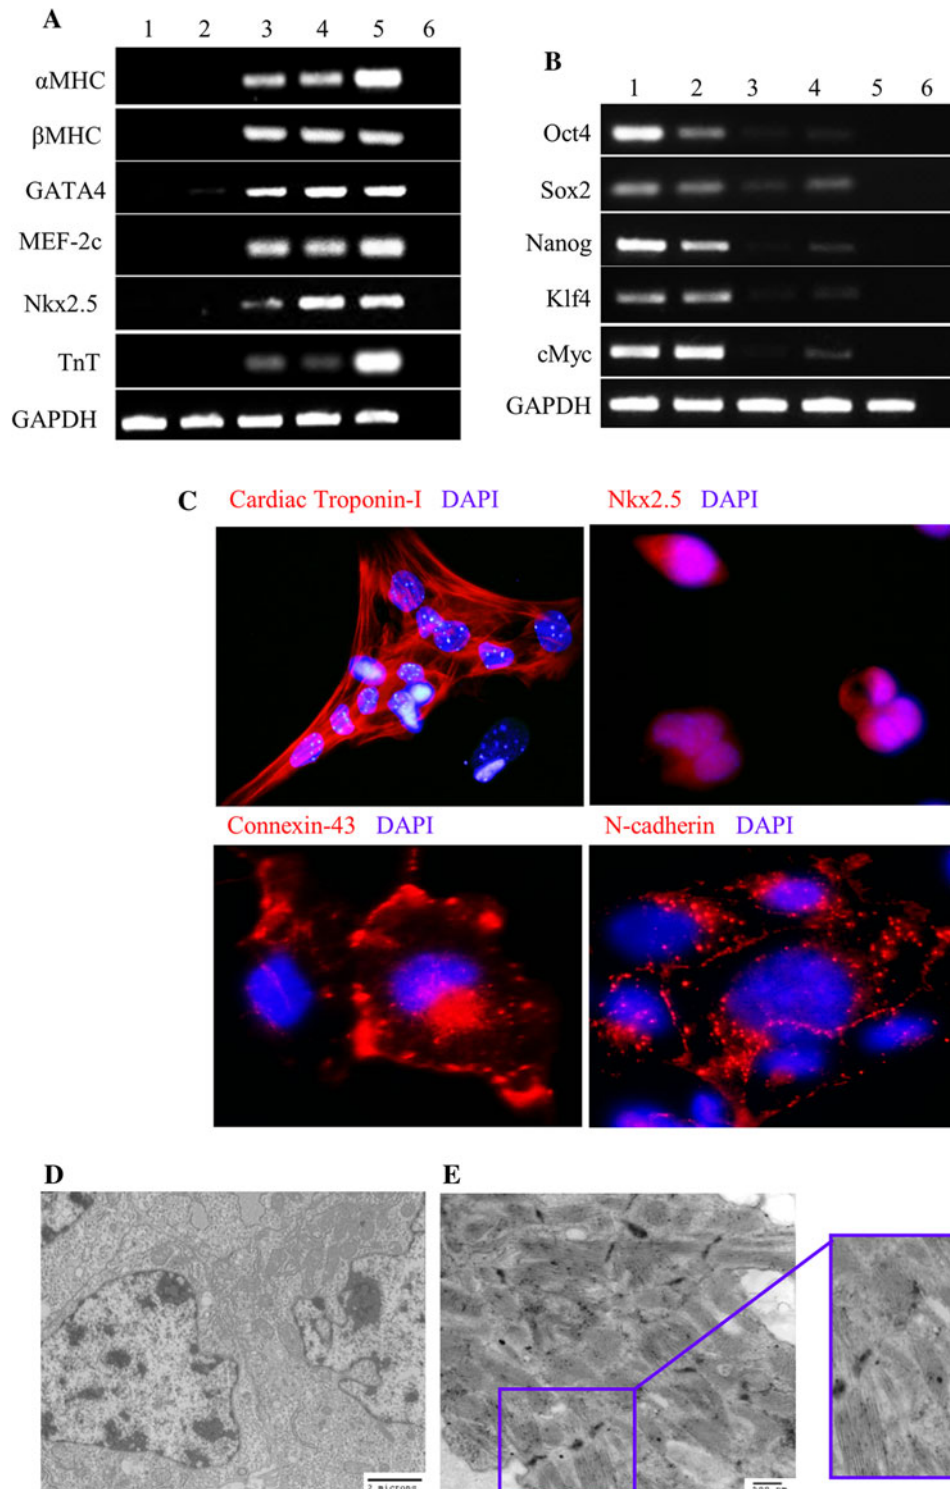 A
1 2 3 4 5 6
αMHC
βMHC
GATA4
MEF-2c
Nkx2.5
TnT
GAPDH
B
1 2 3 4 5 6
Oct4
Sox2
Nanog
Klf4
cMyc
GAPDH
C
Cardiac Troponin-I DAPI
Nkx2.5 DAPI
Connexin-43 DAPI
N-cadherin DAPI
D
2 microns
E